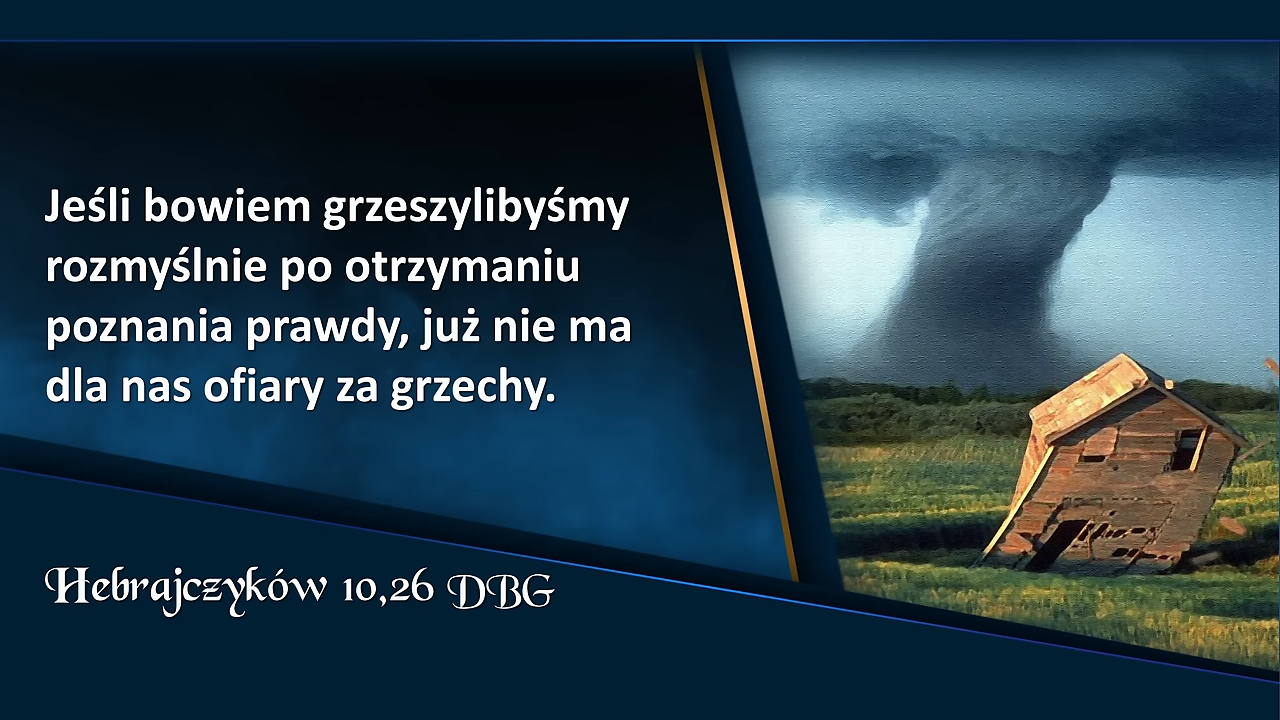 Jeśli bowiem grzeszylibyśmy
rozmyślnie po otrzymaniu
poznania prawdy, już nie ma
dla nas ofiary za grzechy.
Hebrajczyków 10,26 DBG